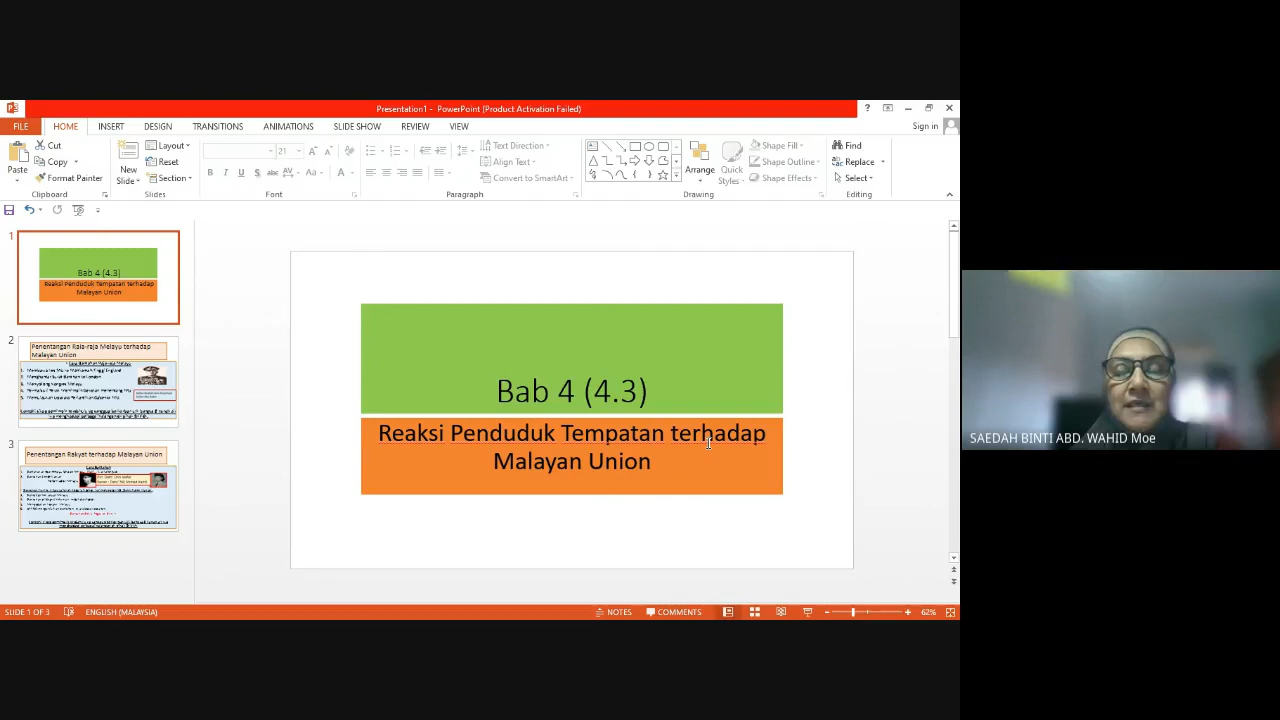 Presentation1 - PowerPoint (Product Activation Failed)
FILE HOME INSERT DESIGN TRANSITIONS ANIMATIONS SLIDE SHOW REVIEW VIEW Sign in
Paste
Cut
Copy
Format Painter
Clipboard
New Slide
Layout
Reset
Section
Slides
21
Font
Text Direction
Align Text
Convert to SmartArt
Paragraph
Arrange
Quick Styles
Shape Fill
Shape Outline
Shape Effects
Drawing
Find
Replace
Select
Editing
1
Bab 4 (4.3)
Reaksi Penduduk Tempatan terhadap
Malayan Union
2
Penentangan Raja-raja Melayu terhadap
Malayan Union
3
Penentangan Rakyat terhadap Malayan Union
Bab 4 (4.3)
Reaksi Penduduk Tempatan terhadap
Malayan Union
SAEDAH BINTI ABD. WAHID Moe
SLIDE 1 OF 3 ENGLISH (MALAYSIA) NOTES COMMENTS 62%